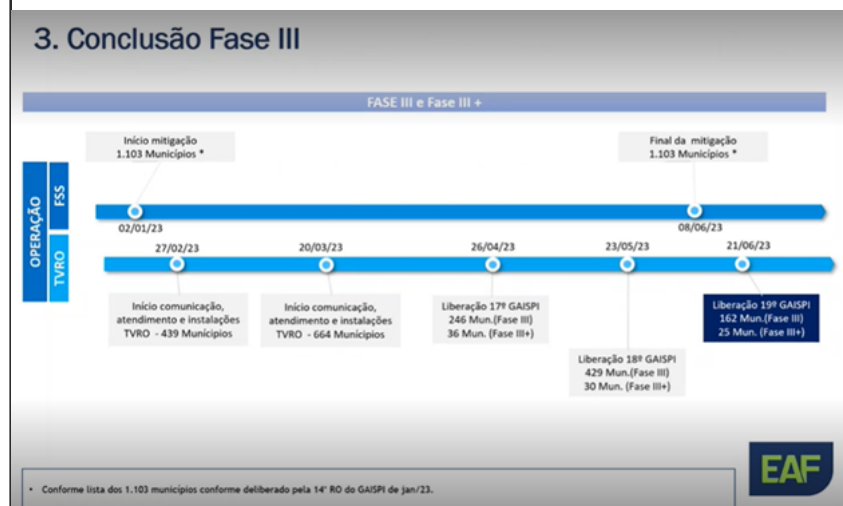 3. Conclusão Fase III
FASE III e Fase III +
Início mitigação
1.103 Municípios *
Final da mitigação
1.103 Municípios *
OPERAÇÃO
FSS
02/01/23
08/06/23
TVRO
27/02/23
20/03/23
26/04/23
23/05/23
21/06/23
Início comunicação,
atendimento e instalações
TVRO - 439 Municípios
Início comunicação,
atendimento e instalações
TVRO - 664 Municípios
Liberação 17º GAISPI
246 Mun.(Fase III)
36 Mun. (Fase III+)
Liberação 18º GAISPI
429 Mun.(Fase III)
30 Mun. (Fase III+)
Liberação 19º GAISPI
162 Mun.(Fase III)
25 Mun. (Fase III+)
EAF
• Conforme lista dos 1.103 municípios conforme deliberado pela 14° RO do GAISPI de jan/23.